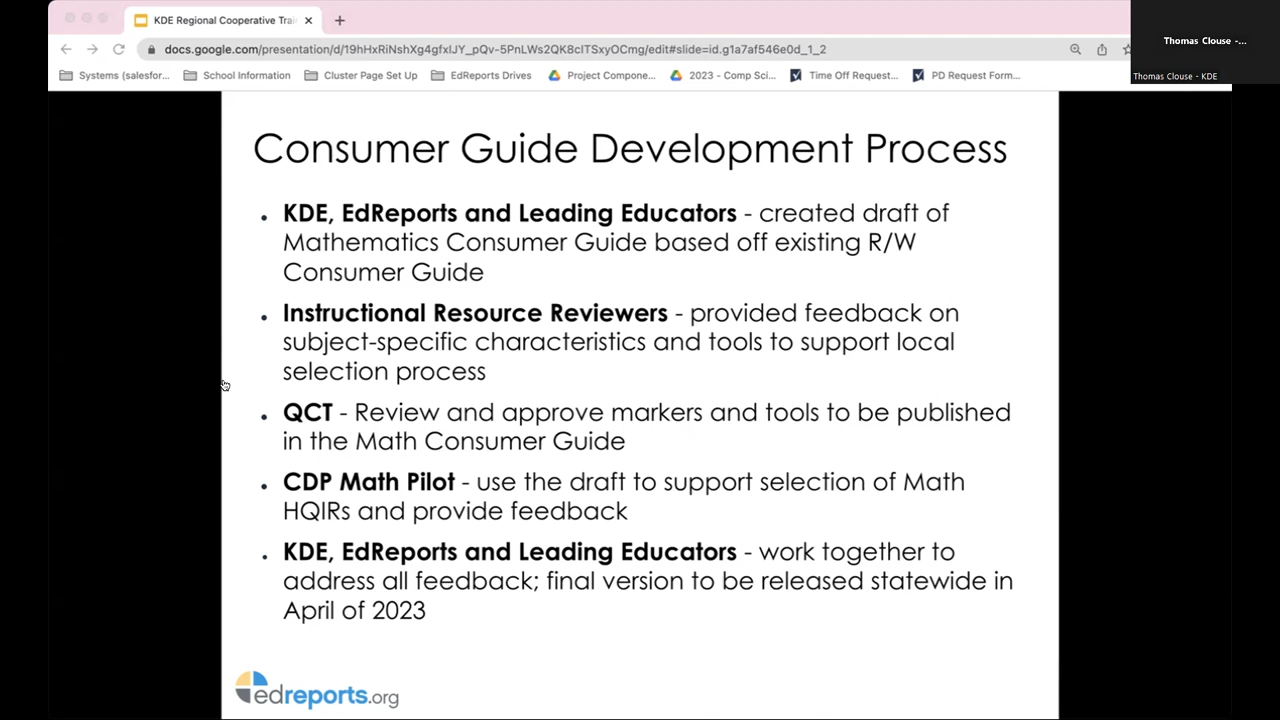 KDE Regional Cooperative Trai
Thomas Clouse -...
docs.google.com/presentation/d/19hHxRiNshXg4gfxIJY_pQv-5PnLWs2QK8cITSxyOCmg/edit#slide=id.g1a7af546e0d_1_2
Systems (salesfor... School Information Cluster Page Set Up EdReports Drives Project Compone... 2023 - Comp Sci... Time Off Request... PD Request Form...
Thomas Clouse - KDE
Consumer Guide Development Process
• KDE, EdReports and Leading Educators - created draft of
Mathematics Consumer Guide based off existing R/W
Consumer Guide
• Instructional Resource Reviewers - provided feedback on
subject-specific characteristics and tools to support local
selection process
• QCT - Review and approve markers and tools to be published
in the Math Consumer Guide
• CDP Math Pilot - use the draft to support selection of Math
HQIRs and provide feedback
• KDE, EdReports and Leading Educators - work together to
address all feedback; final version to be released statewide in
April of 2023
edreports.org